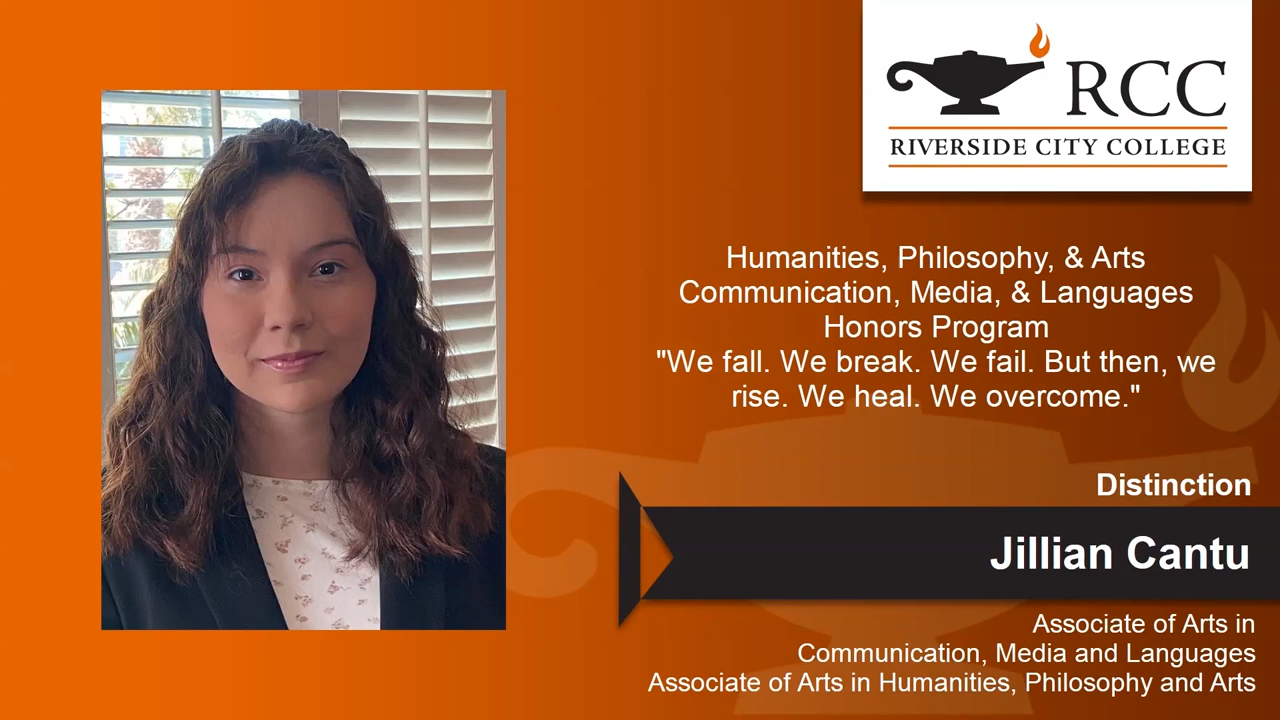 RCC
RIVERSIDE CITY COLLEGE
Humanities, Philosophy, & Arts
Communication, Media, & Languages
Honors Program
"We fall. We break. We fail. But then, we
rise. We heal. We overcome."
Distinction
Jillian Cantu
Associate of Arts in
Communication, Media and Languages
Associate of Arts in Humanities, Philosophy and Arts